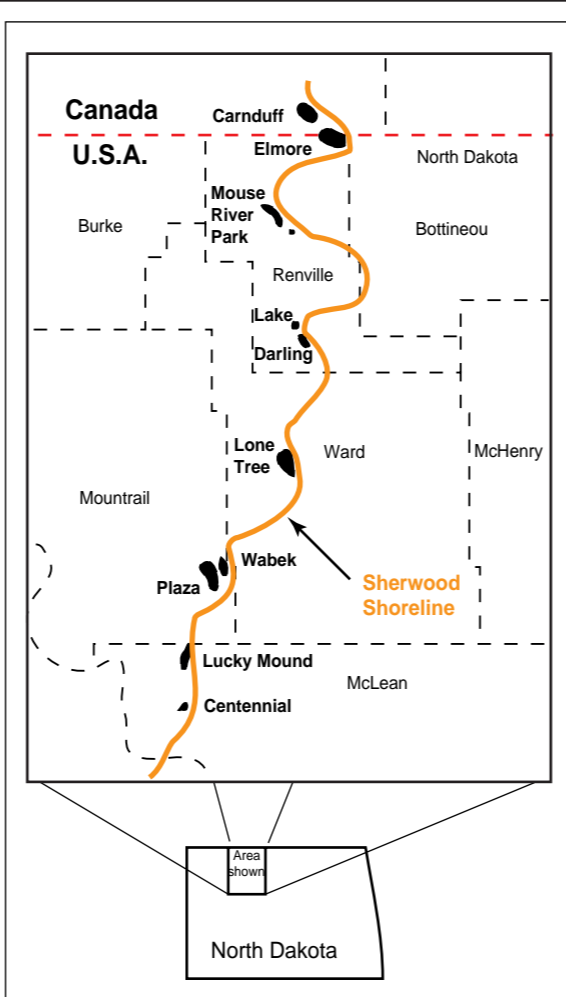 Canada
Carnduff
U.S.A.
Elmore
North Dakota
Mouse
River
Park
Burke
Bottineou
Renville
Lake
Darling
Lone
Tree
Ward
McHenry
Mountrail
Wabek
Plaza
Sherwood
Shoreline
Lucky Mound
McLean
Centennial
Area
shown
North Dakota